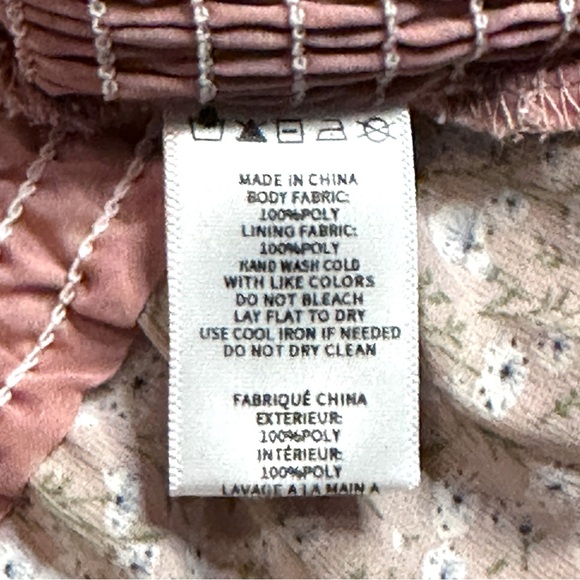 MADE IN CHINA
BODY FABRIC:
100%POLY
LINING FABRIC:
100%POLY
HAND WASH COLD
WITH LIKE COLORS
DO NOT BLEACH
LAY FLAT TO DRY
USE COOL IRON IF NEEDED
DO NOT DRY CLEAN
FABRIQUÉ CHINA
EXTERIEUR:
100%POLY
INTÉRIEUR:
100%POLY
LAVAGE A LA MAIN A